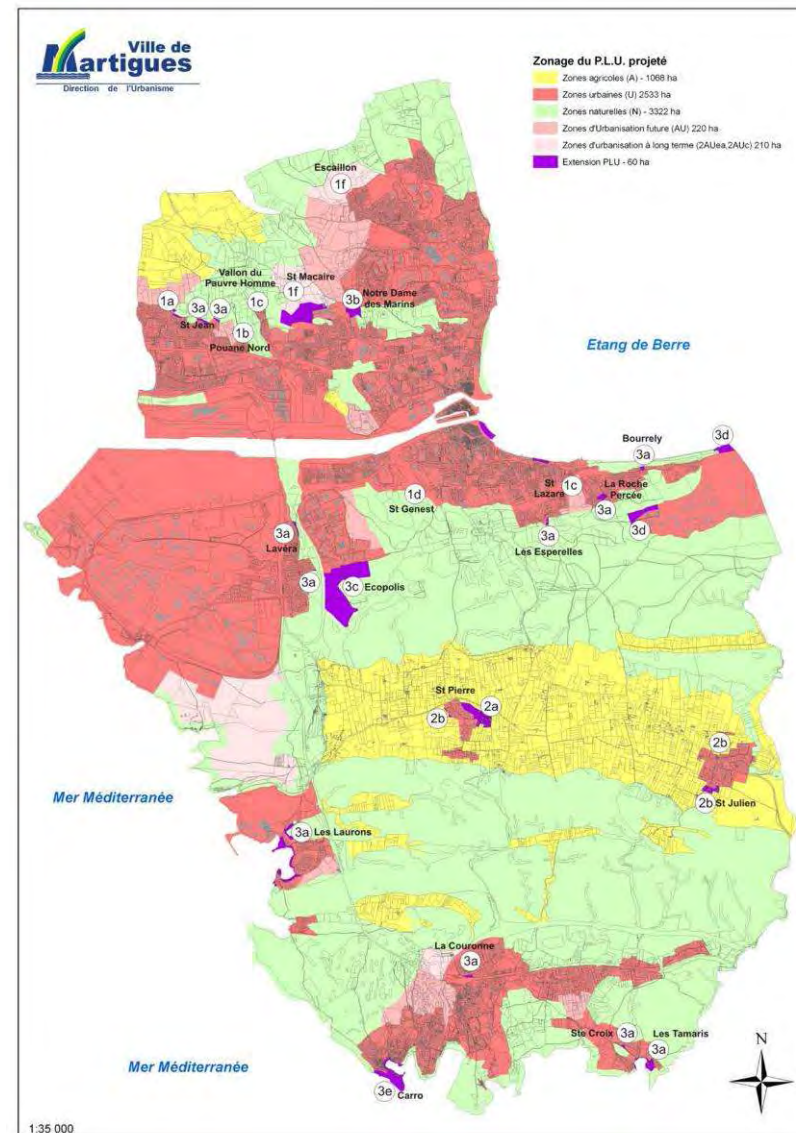 Ville de
Martigues
Direction de l'Urbanisme
Zonage du P.L.U. projeté
Zones agricoles (A) - 1068 ha
Zones urbaines (U) 2533 ha
Zones naturelles (N) - 3322 ha
Zones d'Urbanisation future (AU) 220 ha
Zones d'urbanisation à long terme (2AUea,2AUc) 210 ha
Extension PLU - 60 ha
Escaillon
1f
Vallon du
Pauvre Homme
St Macaire
1f
1a
3a
3a
1c
St Jean
1b
Pouane Nord
3b
Notre Dame
des Marins
Etang de Berre
Bourrely
3a
3d
1d
St Genest
St
Lazare
1c
La Roche
Percée
3a
3d
3a
Les Esperelles
3a
Lavéra
3a
3c
Ecopolis
St Pierre
2b
2a
2b
2b
St Julien
Mer Méditerranée
3a
Les Laurons
La Couronne
3a
Ste Croix
3a
Les Tamaris
3a
Mer Méditerranée
3e
Carro
N
1:35 000